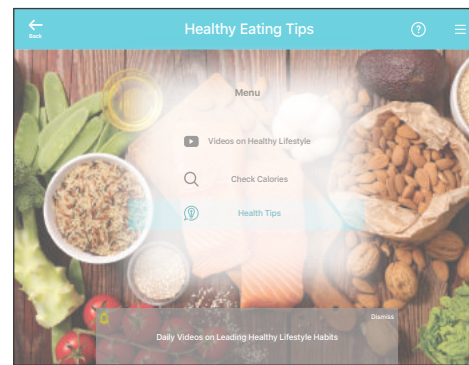 Healthy Eating Tips
Back
Menu
Videos on Healthy Lifestyle
Check Calories
Health Tips
Dismiss
Daily Videos on Leading Healthy Lifestyle Habits